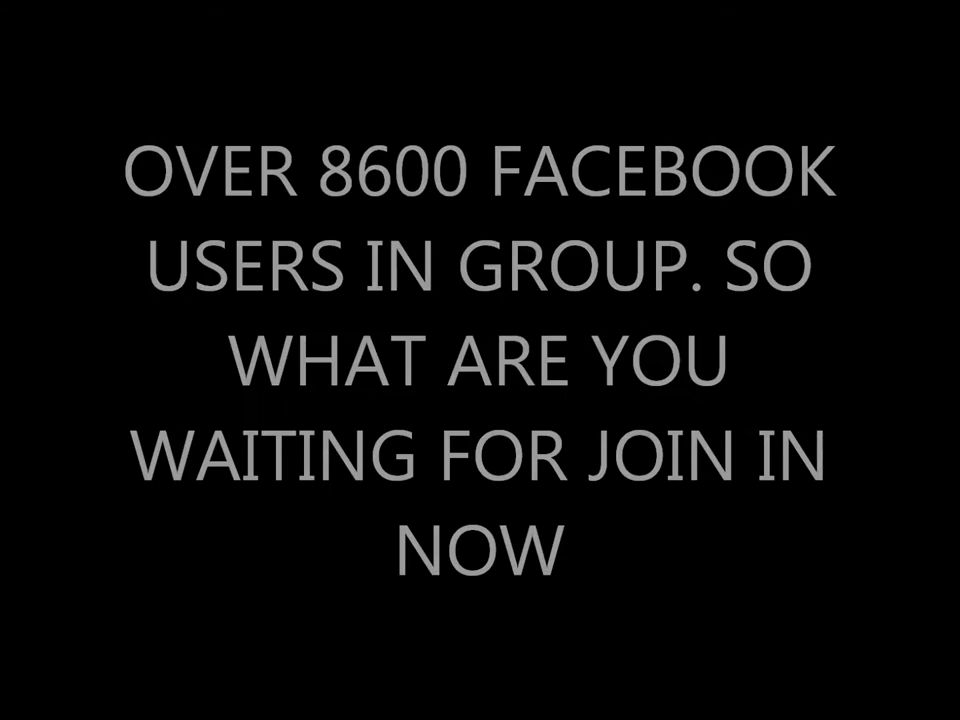 OVER 8600 FACEBOOK
USERS IN GROUP. SO
WHAT ARE YOU
WAITING FOR JOIN IN
NOW